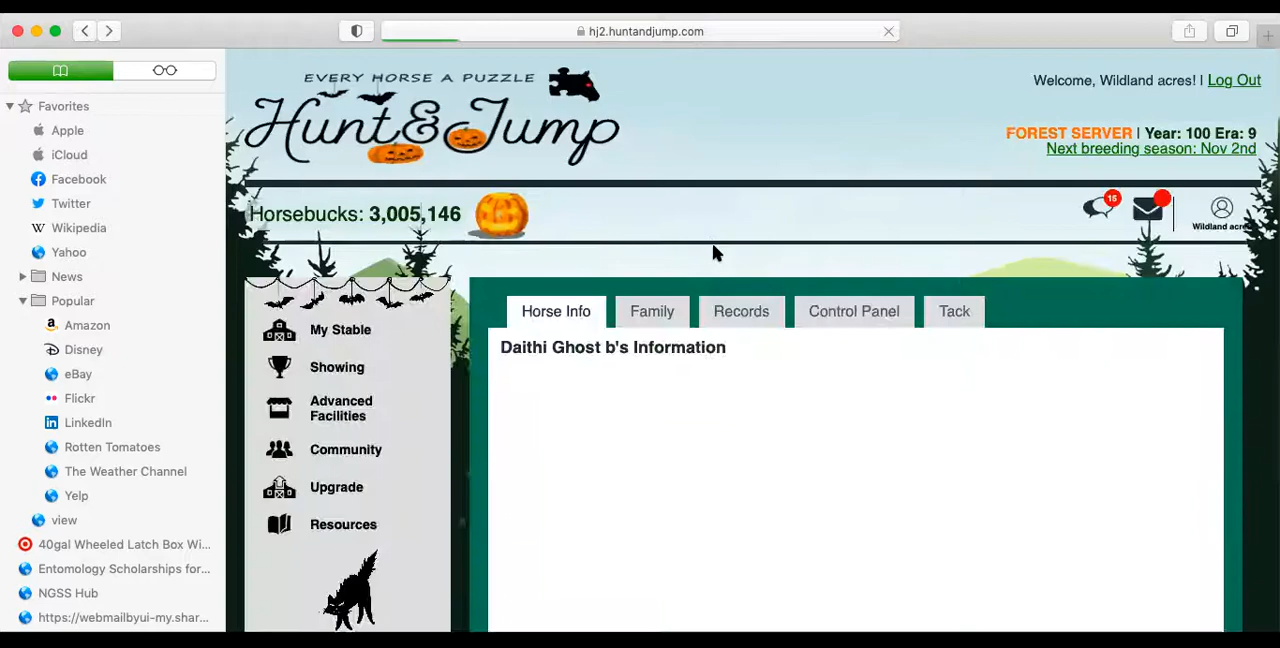 hj2.huntandjump.com
Favorites
Apple
iCloud
Facebook
Twitter
W Wikipedia
Yahoo
News
Popular
a Amazon
Disney
eBay
Flickr
in LinkedIn
Rotten Tomatoes
The Weather Channel
Yelp
view
40gal Wheeled Latch Box Wi...
Entomology Scholarships for...
NGSS Hub
https://webmailbyui-my.shar...
EVERY HORSE A PUZZLE
Hunt&Jump
Welcome, Wildland acres! | Log Out
FOREST SERVER | Year: 100 Era: 9
Next breeding season: Nov 2nd
Horsebucks: 3,005,146
15
Wildland acres
My Stable
Showing
Advanced
Facilities
Community
Upgrade
Resources
Horse Info
Family
Records
Control Panel
Tack
Daithi Ghost b's Information